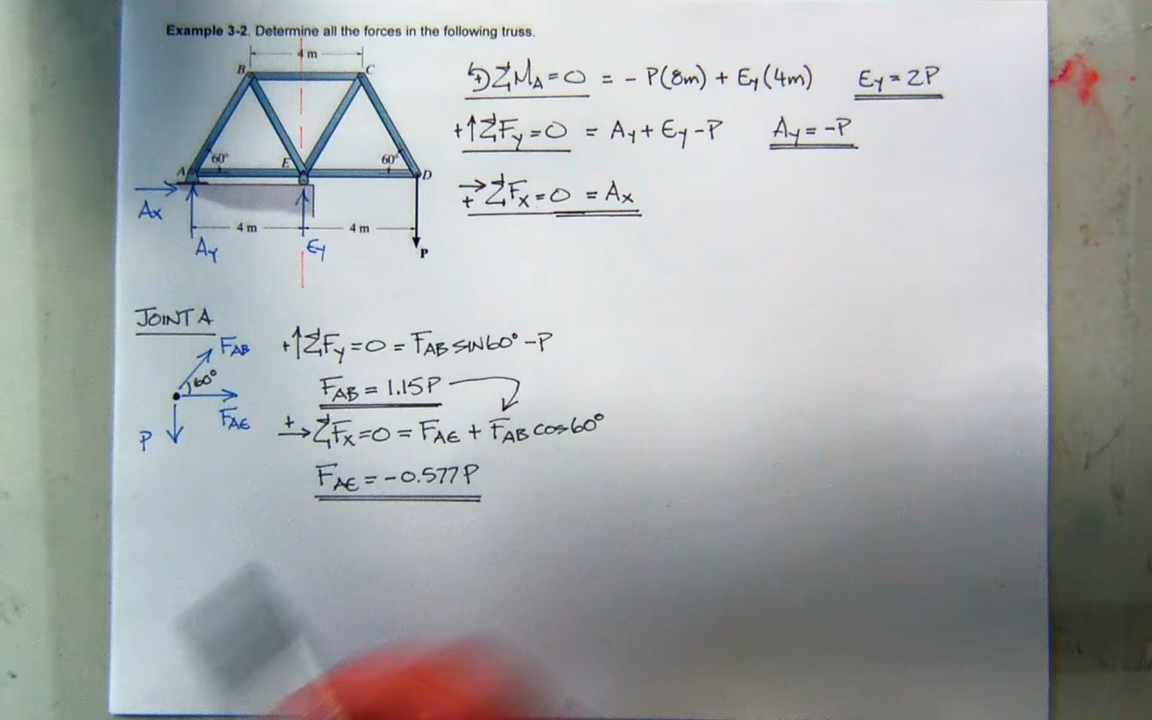 Example 3-2. Determine all the forces in the following truss.
4 m
B C
A 60° E 60° D
Ax
4 m 4 m
Ay Ey P
↺+ ΣMA = 0 = - P(8m) + Ey(4m) Ey = 2P
+↑ΣFy = 0 = Ay + Ey - P Ay = -P
→+ ΣFx = 0 = Ax
JOINT A
FAB
60°
FAE
P
+↑ΣFy = 0 = FAB SIN60° - P
FAB = 1.15P
+→ ΣFx = 0 = FAE + FAB cos60°
FAE = -0.577P